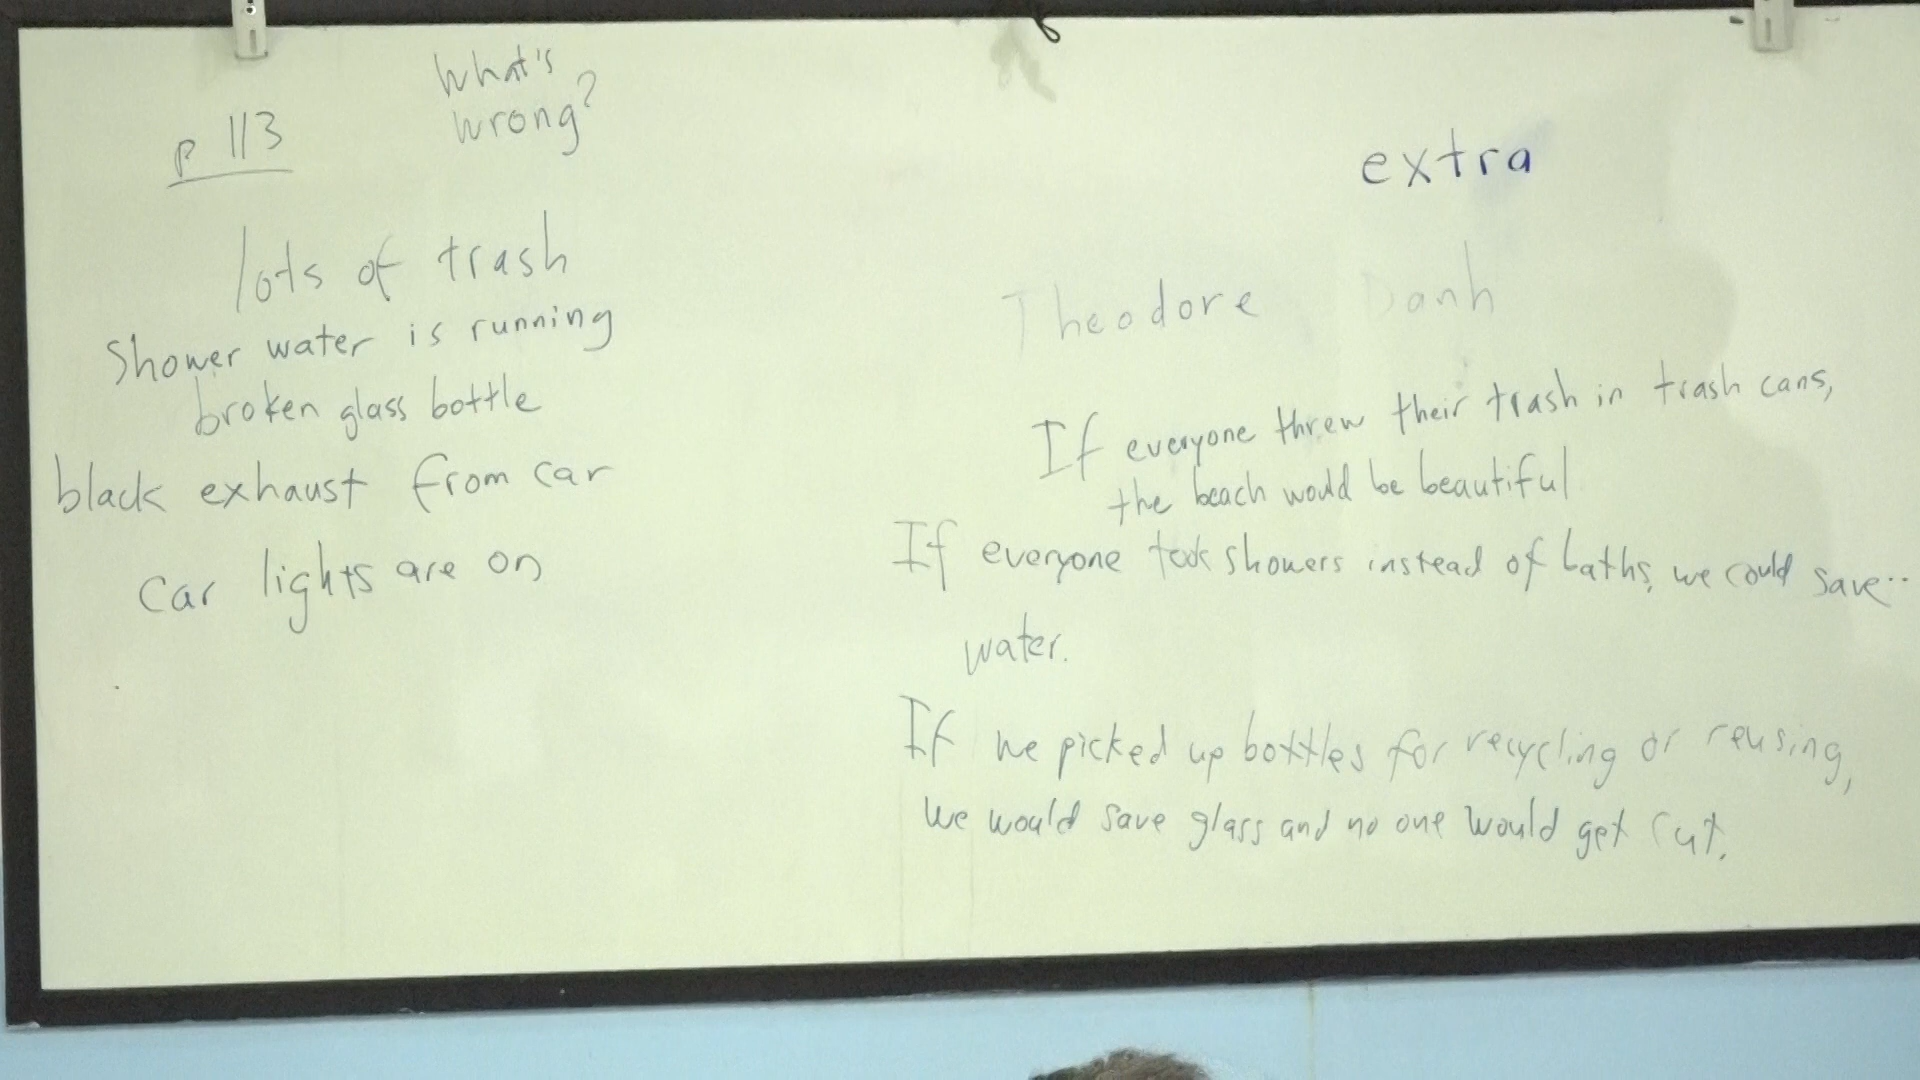 p 113
What's
wrong?
lots of trash
Shower water is running
broken glass bottle
black exhaust from car
Car lights are on
extra
Theodore Danh
If everyone threw their trash in trash cans,
the beach would be beautiful
If everyone took showers instead of baths, we could save..
water.
If we picked up bottles for recycling or reusing,
we would save glass and no one would get cut.